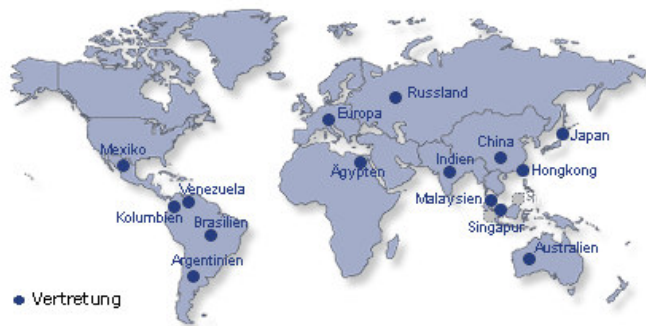 Russland
Europa
Japan
China
Mexiko
Indien
Hongkong
Ägypten
Venezuela
Malaysien
Kolumbien
Brasilien
Singapur
Australien
Argentinien
Vertretung